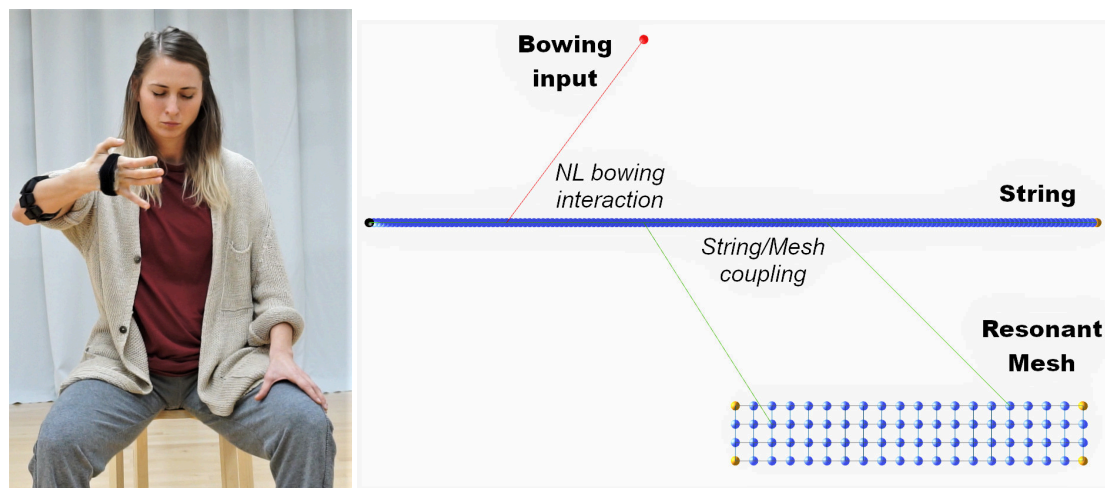 Bowing
input
NL bowing
interaction
String
String/Mesh
coupling
Resonant
Mesh